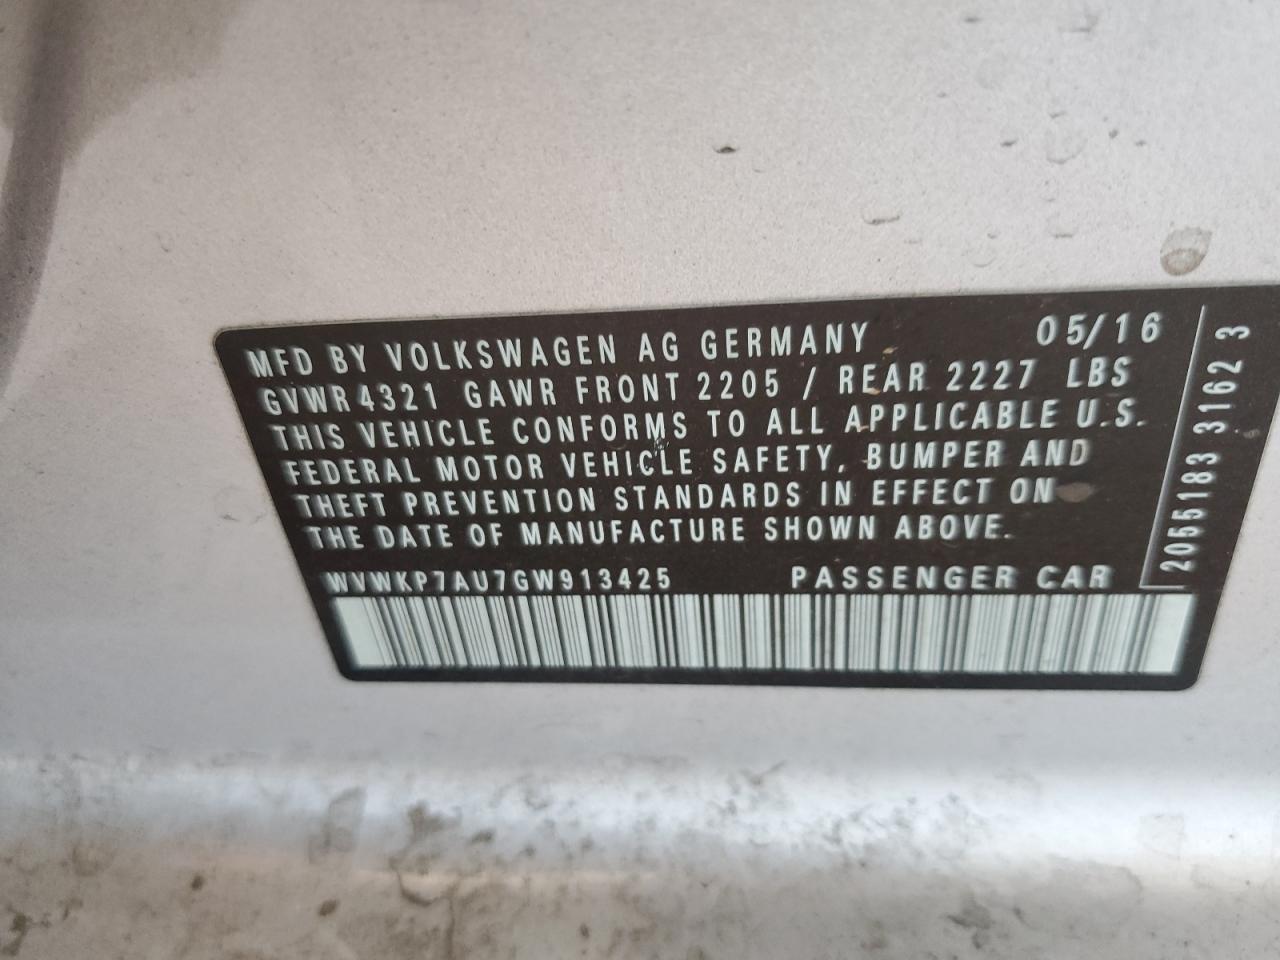 MFD BY VOLKSWAGEN AG GERMANY 05/16
GVWR 4321 GAWR FRONT 2205 / REAR 2227 LBS
THIS VEHICLE CONFORMS TO ALL APPLICABLE U.S.
FEDERAL MOTOR VEHICLE SAFETY, BUMPER AND
THEFT PREVENTION STANDARDS IN EFFECT ON
THE DATE OF MANUFACTURE SHOWN ABOVE.
WVWKP7AU7GW913425 PASSENGER CAR
2055183 3162 3